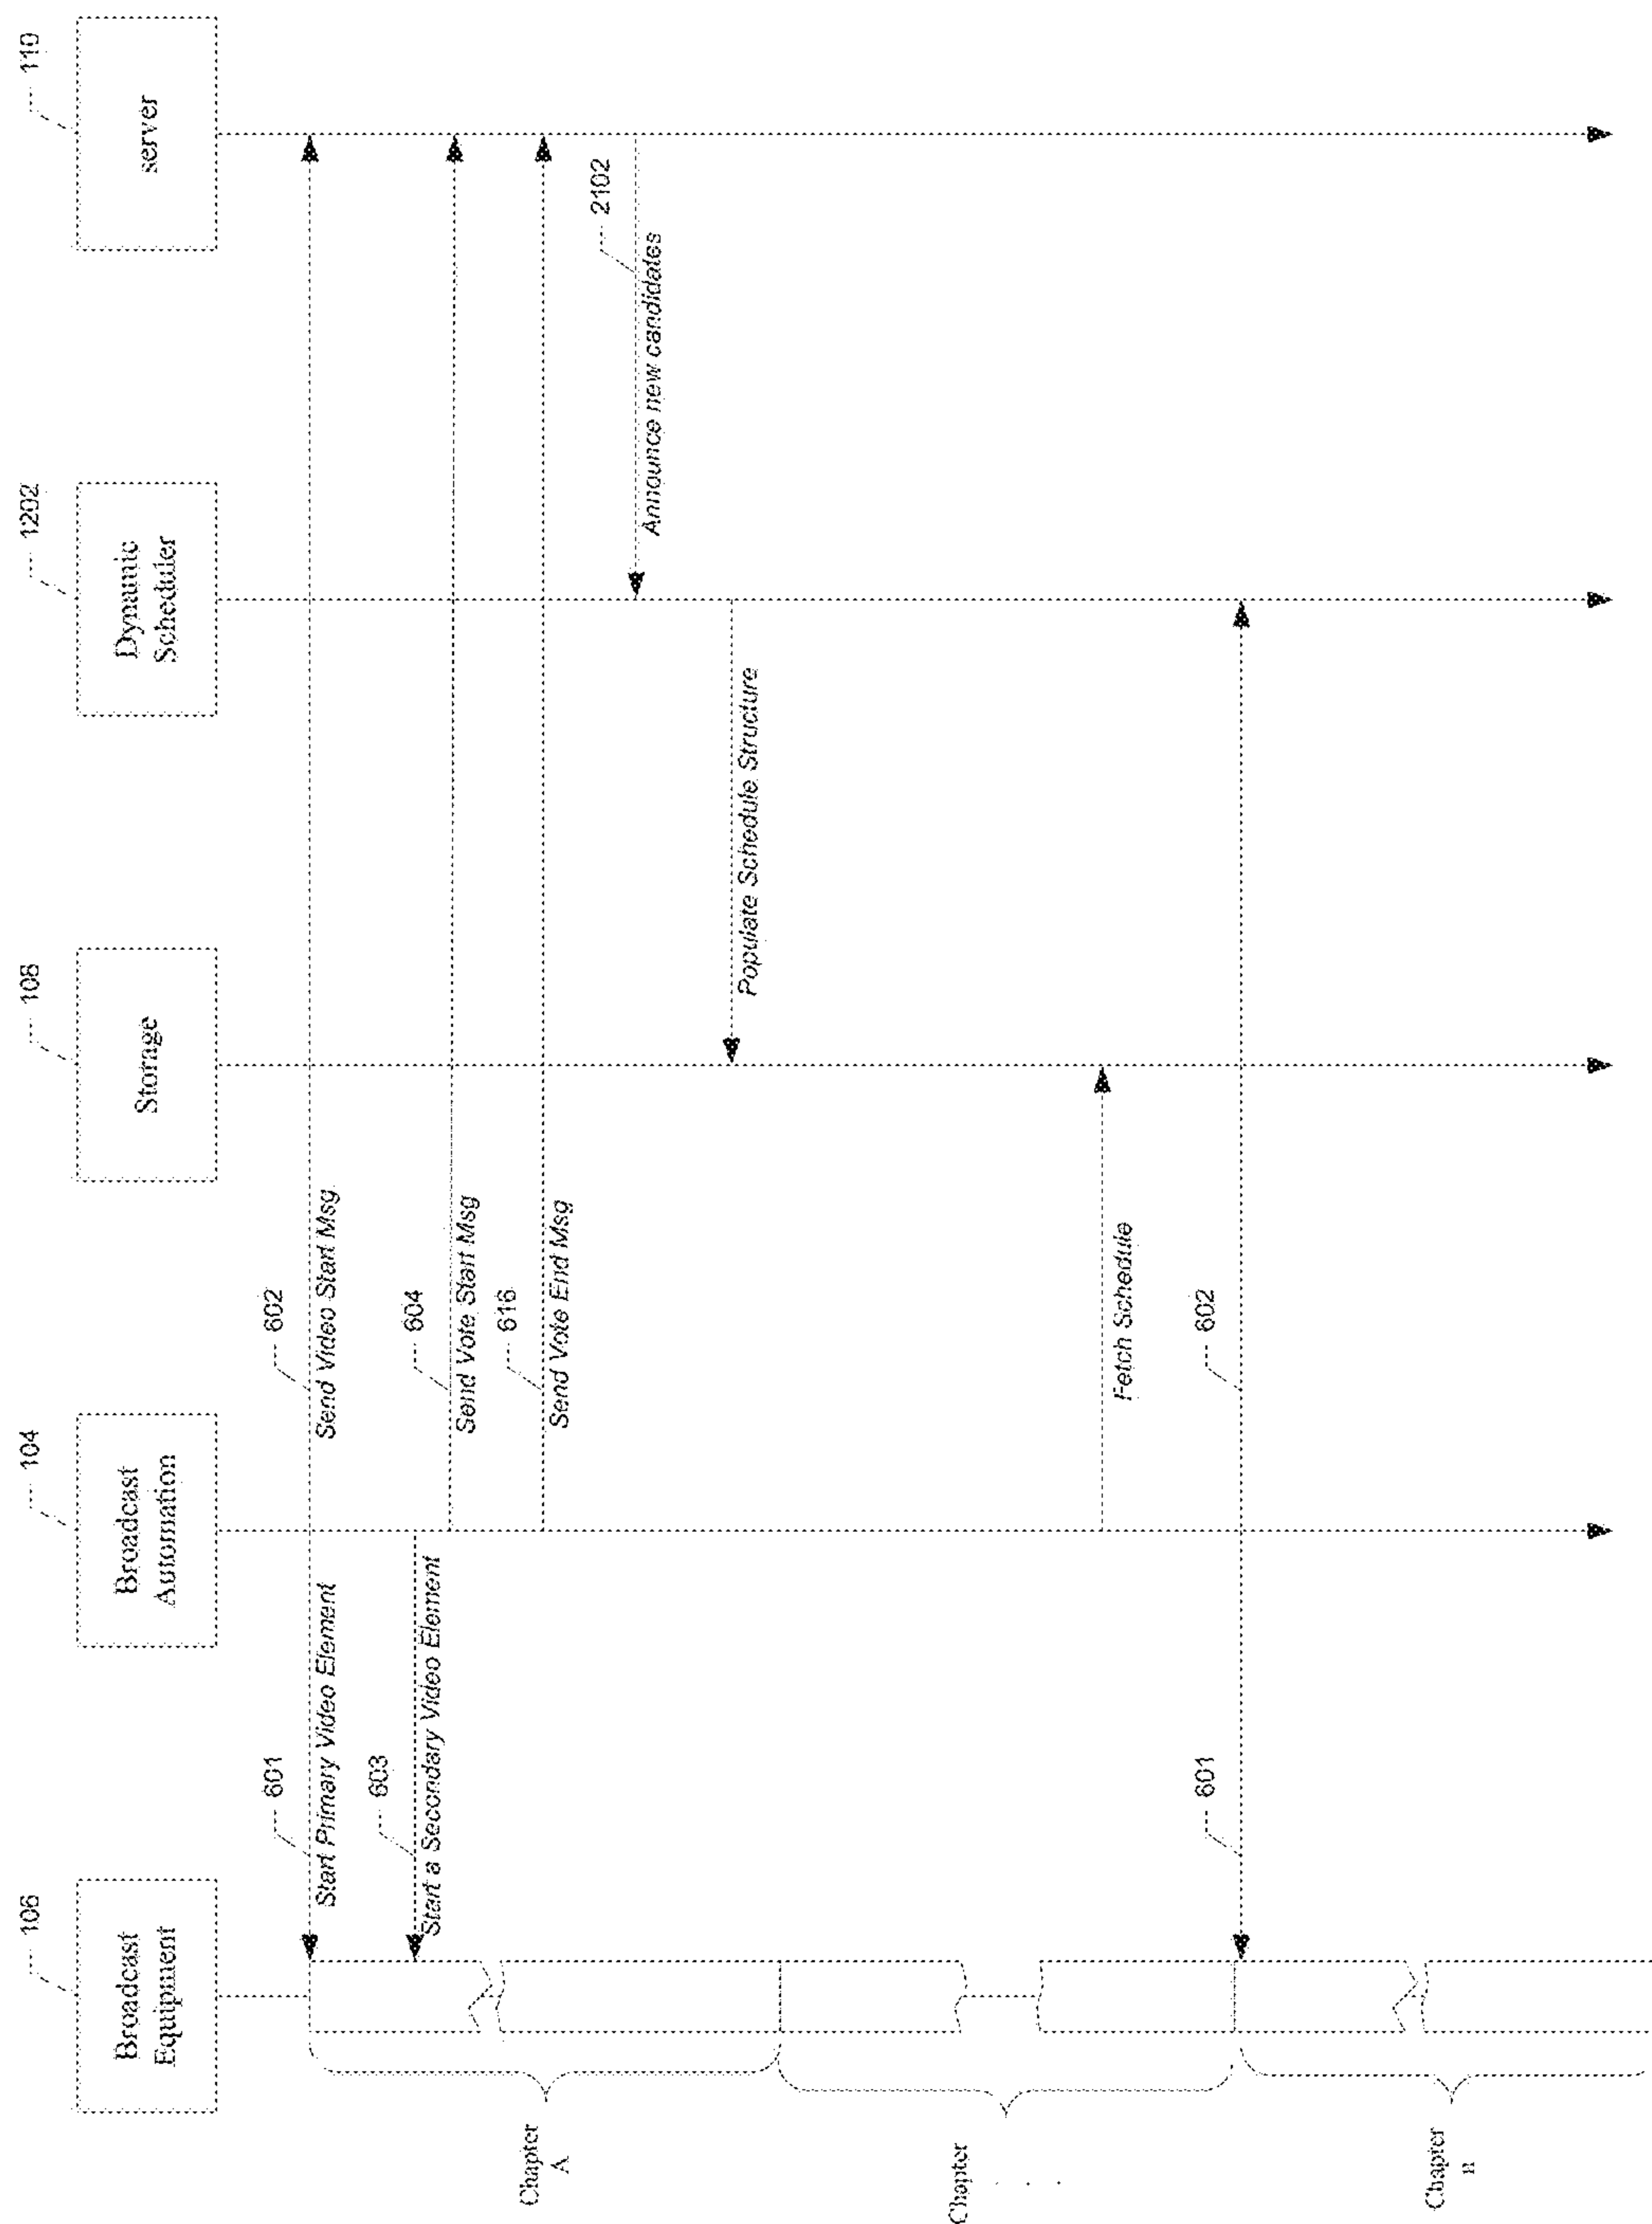 106
Broadcast
Equipment
104
Broadcast
Automation
108
Storage
1202
Dynamic
Scheduler
110
server
601
Start Primary Video Element
602
Send Video Start Msg.
603
Start a Secondary Video Element
604
Send Vote Start Msg
616
Send Vote End Msg
2102
Announce new candidates
Populate Schedule Structure
Fetch Schedule
601
602
Chapter
A
Chapter
. . .
Chapter
n